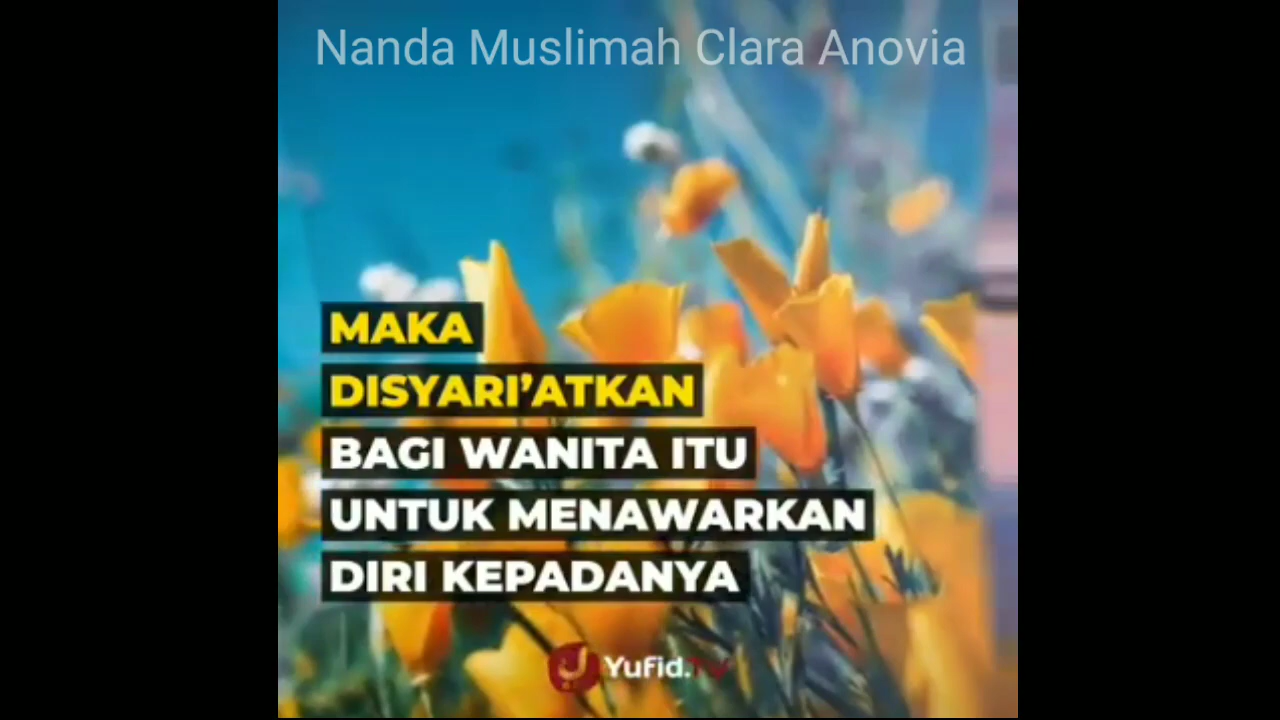 Nanda Muslimah Clara Anovia
MAKA
DISYARI'ATKAN
BAGI WANITA ITU
UNTUK MENAWARKAN
DIRI KEPADANYA
Yufid.TV